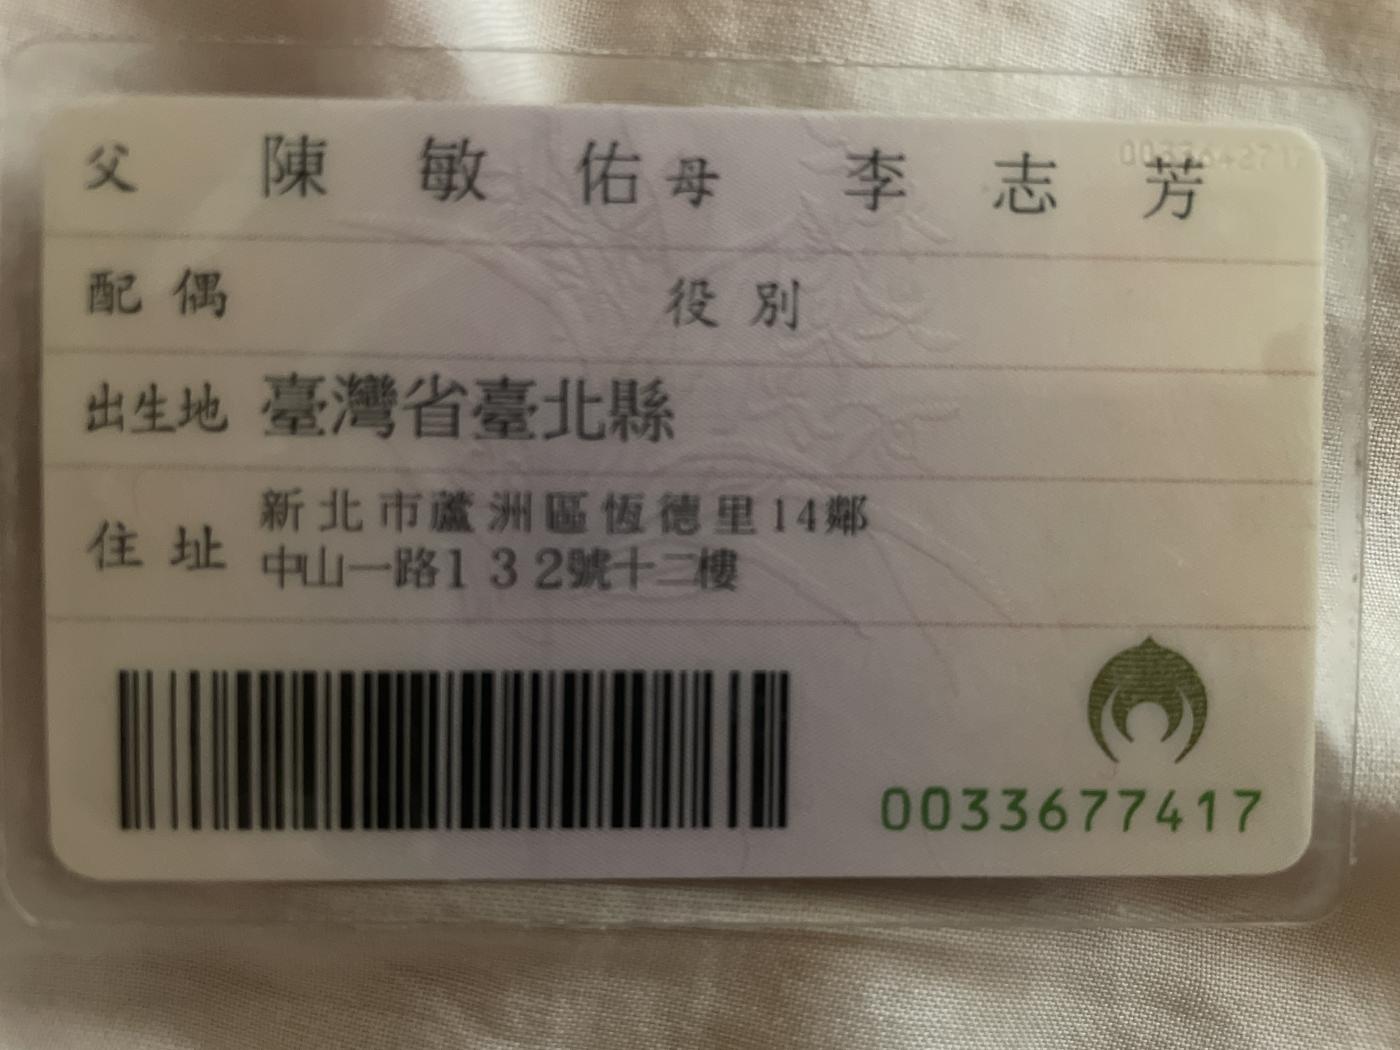 父 陳敏佑 母 李志芳
配偶 役別
出生地 臺灣省臺北縣
住址 新北市蘆洲區恆德里14鄰
中山一路132號十二樓
0033677417